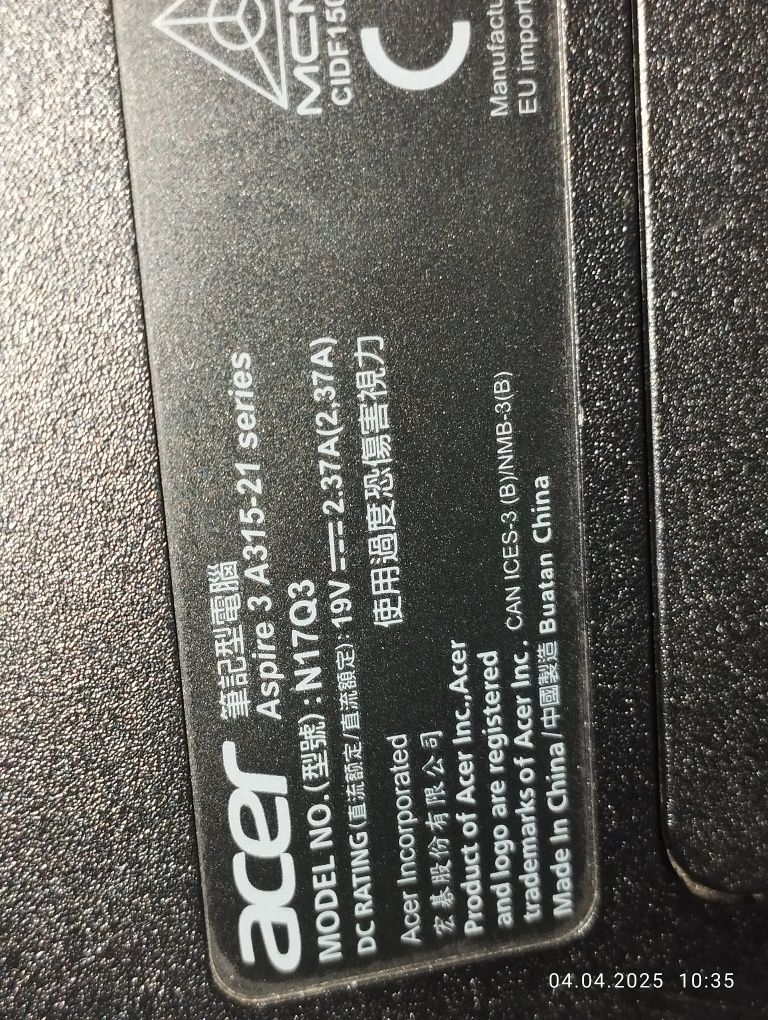 acer
筆記型電腦
Aspire 3 A315-21 series
MODEL NO.(型號) : N17Q3
DC RATING(直流额定/直流額定) : 19V ⎓ 2.37A(2.37A)
使用過度恐傷害視力
Acer Incorporated
宏碁股份有限公司
Product of Acer Inc.,Acer
and logo are registered
trademarks of Acer Inc . CAN ICES-3 (B)/NMB-3(B)
Made In China /中國製造 Buatan China
MCM
CIDF150
C
EU
04.04.2025 10:35